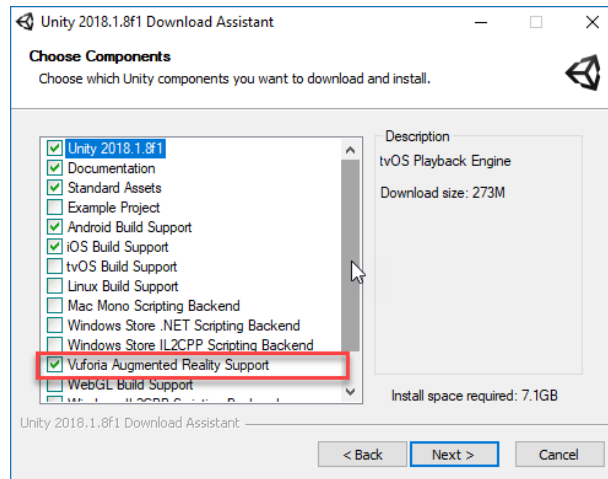 Unity 2018.1.8f1 Download Assistant
Choose Components
Choose which Unity components you want to download and install.
Unity 2018.1.8f1
Documentation
Standard Assets
Example Project
Android Build Support
iOS Build Support
tvOS Build Support
Linux Build Support
Mac Mono Scripting Backend
Windows Store .NET Scripting Backend
Windows Store IL2CPP Scripting Backend
Vuforia Augmented Reality Support
WebGL Build Support
Description
tvOS Playback Engine
Download size: 273M
Install space required: 7.1GB
Unity 2018.1.8f1 Download Assistant
< Back
Next >
Cancel